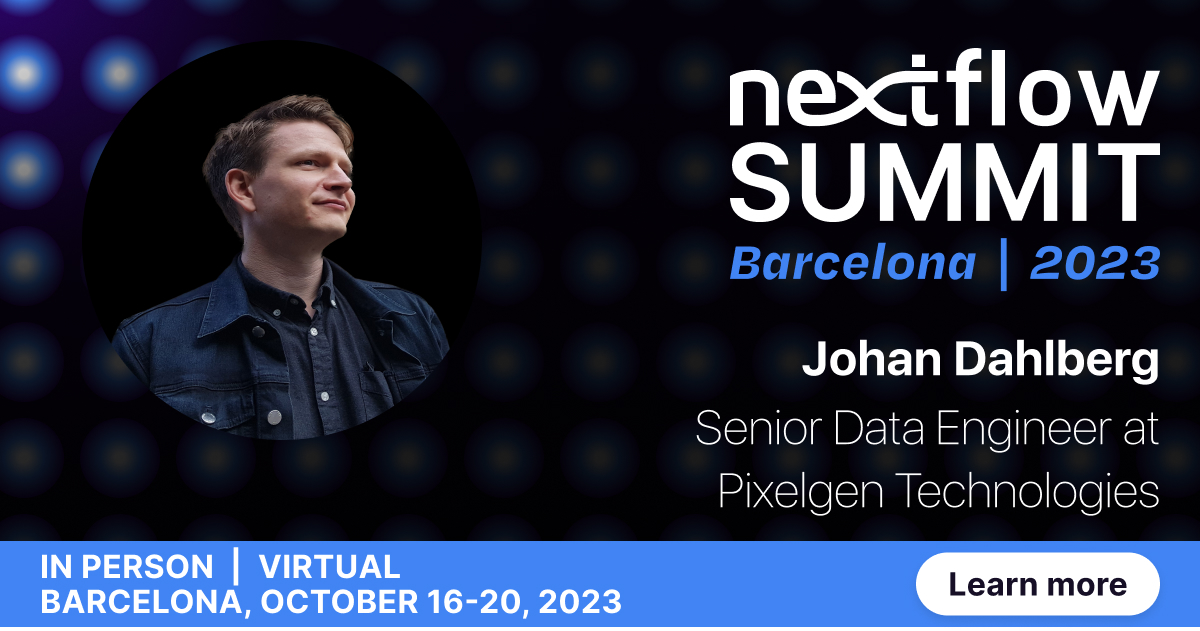 nextflow
SUMMIT
Barcelona | 2023
Johan Dahlberg
Senior Data Engineer at
Pixelgen Technologies
IN PERSON | VIRTUAL
BARCELONA, OCTOBER 16-20, 2023
Learn more